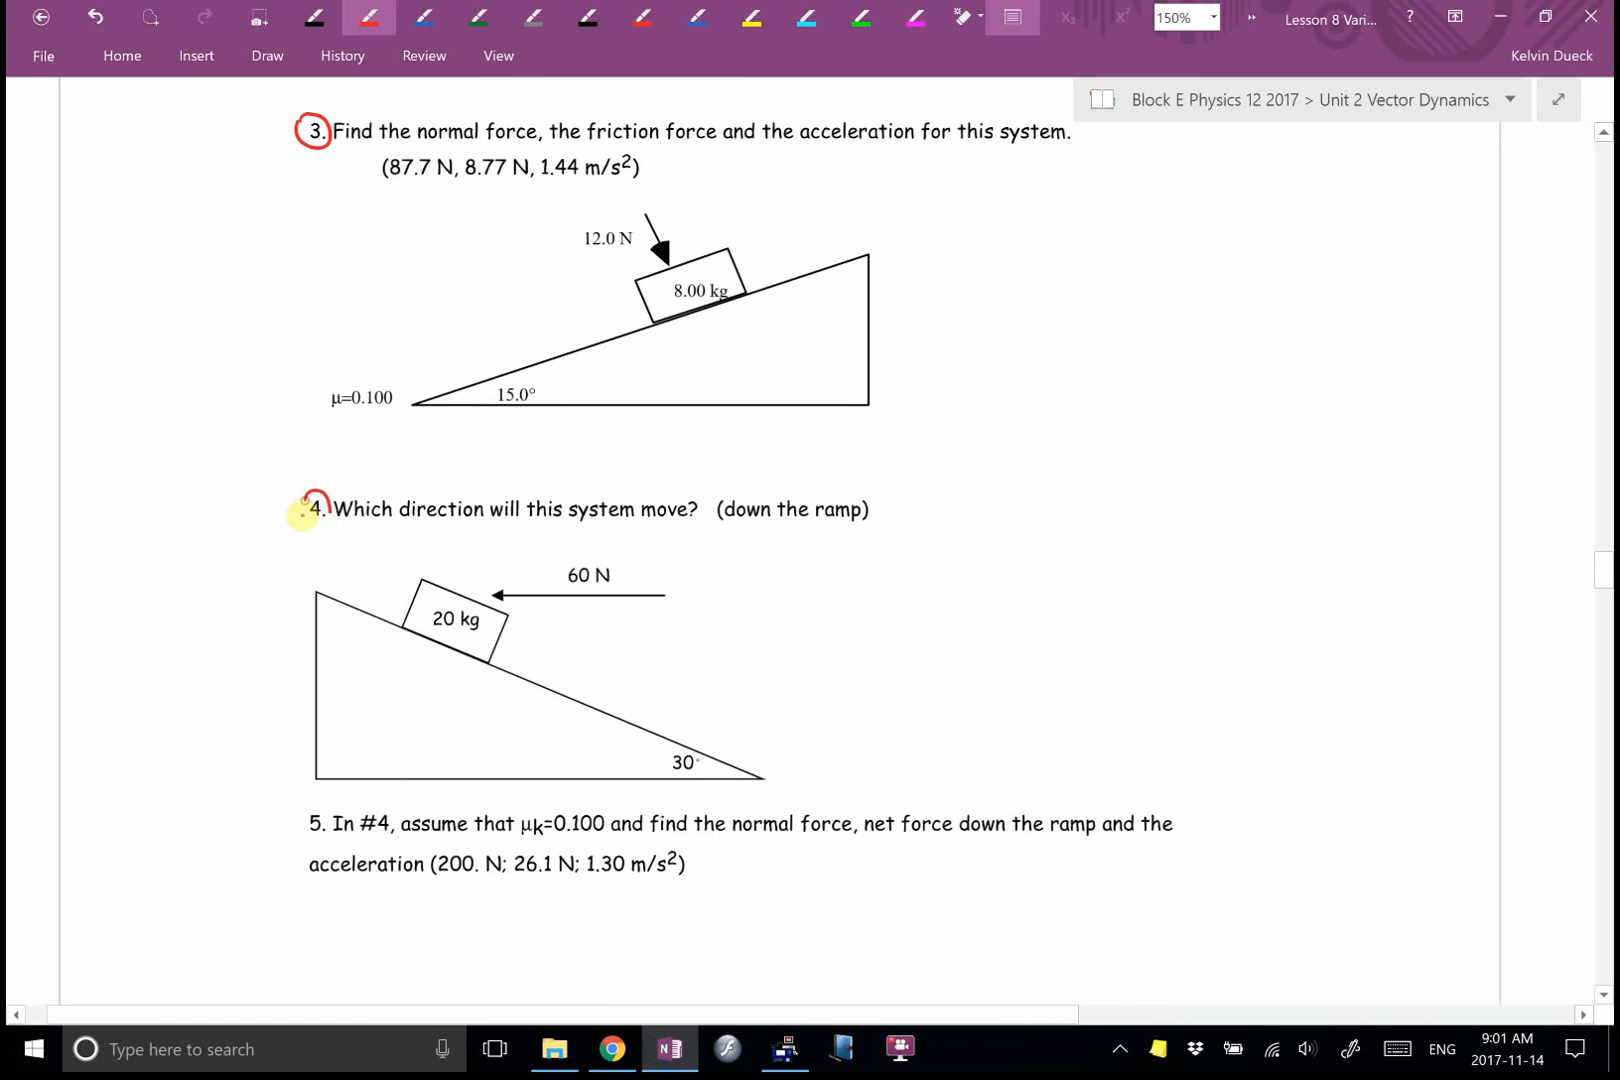 150%
Lesson 8 Vari...
?
File
Home
Insert
Draw
History
Review
View
Kelvin Dueck
Block E Physics 12 2017 > Unit 2 Vector Dynamics
3. Find the normal force, the friction force and the acceleration for this system.
(87.7 N, 8.77 N, 1.44 m/s²)
12.0 N
8.00 kg
μ=0.100
15.0°
4. Which direction will this system move? (down the ramp)
60 N
20 kg
30°
5. In #4, assume that μk=0.100 and find the normal force, net force down the ramp and the
acceleration (200. N; 26.1 N; 1.30 m/s²)
Type here to search
ENG
9:01 AM
2017-11-14